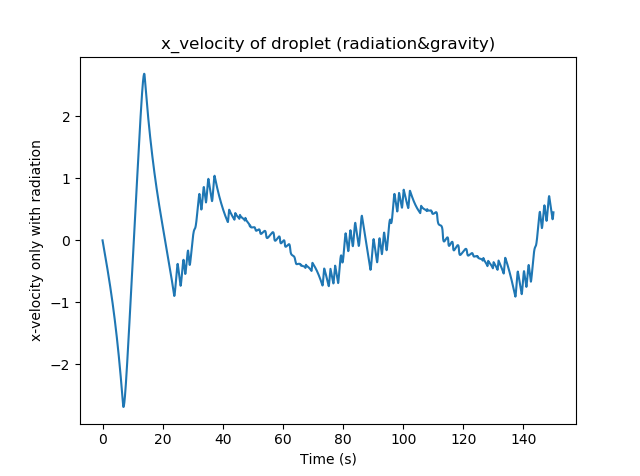 x_velocity of droplet (radiation&gravity)
x-velocity only with radiation
2
1
0
−1
−2
0 20 40 60 80 100 120 140
Time (s)